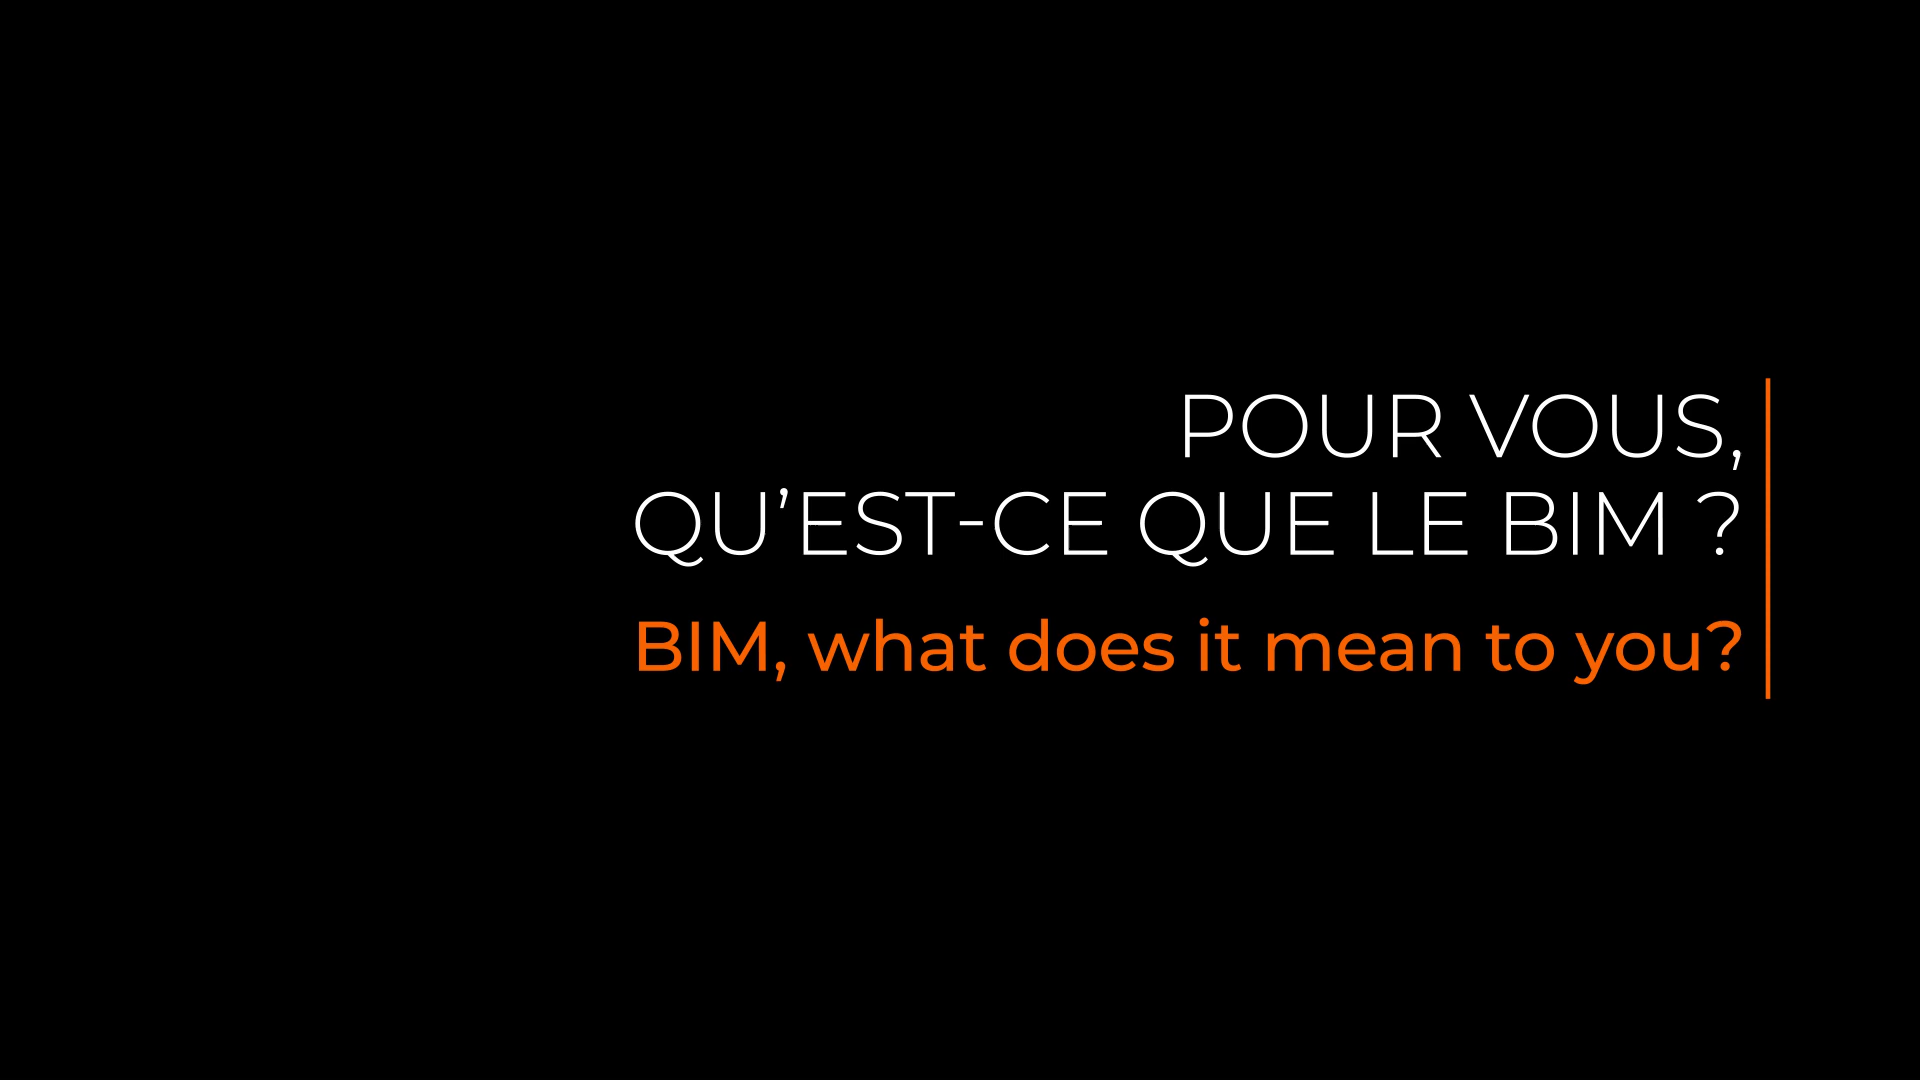 POUR VOUS,
QU’EST-CE QUE LE BIM ?
BIM, what does it mean to you?